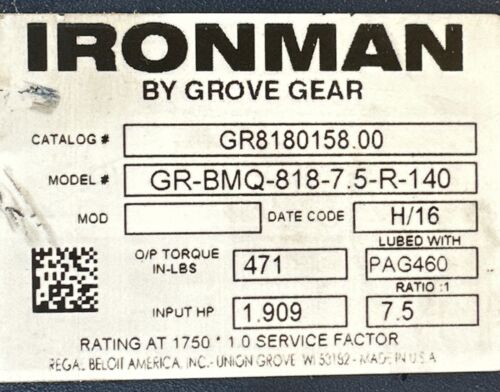 IRONMAN
BY GROVE GEAR
CATALOG # GR8180158.00
MODEL # GR-BMQ-818-7.5-R-140
MOD DATE CODE H/16
LUBED WITH
O/P TORQUE IN-LBS 471 PAG460
RATIO :1
INPUT HP 1.909 7.5
RATING AT 1750 * 1.0 SERVICE FACTOR
REGAL BELOIT AMERICA, INC.- UNION GROVE WI 53182 - MADE IN U.S.A